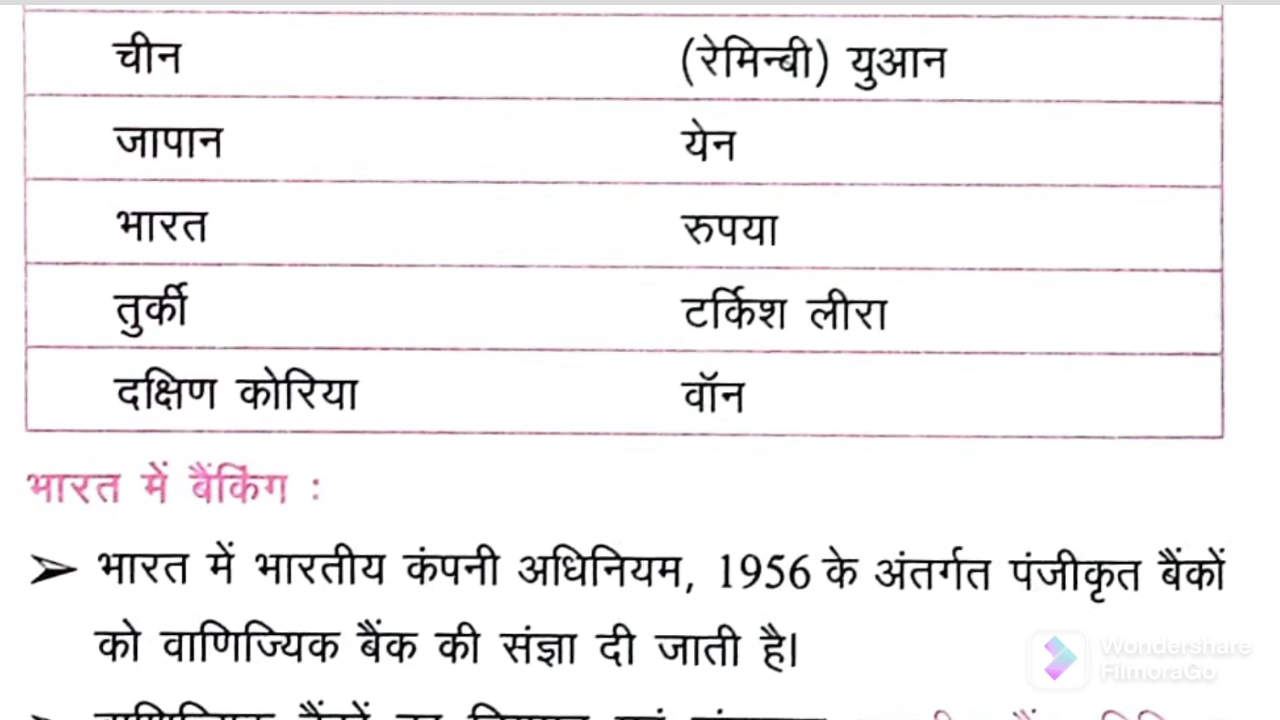 चीन (रेमिन्बी) युआन
जापान येन
भारत रुपया
तुर्की टर्किश लीरा
दक्षिण कोरिया वॉन
भारत में बैंकिंग :
➢ भारत में भारतीय कंपनी अधिनियम, 1956 के अंतर्गत पंजीकृत बैंकों
को वाणिज्यिक बैंक की संज्ञा दी जाती है।
Wondershare
FilmoraGo